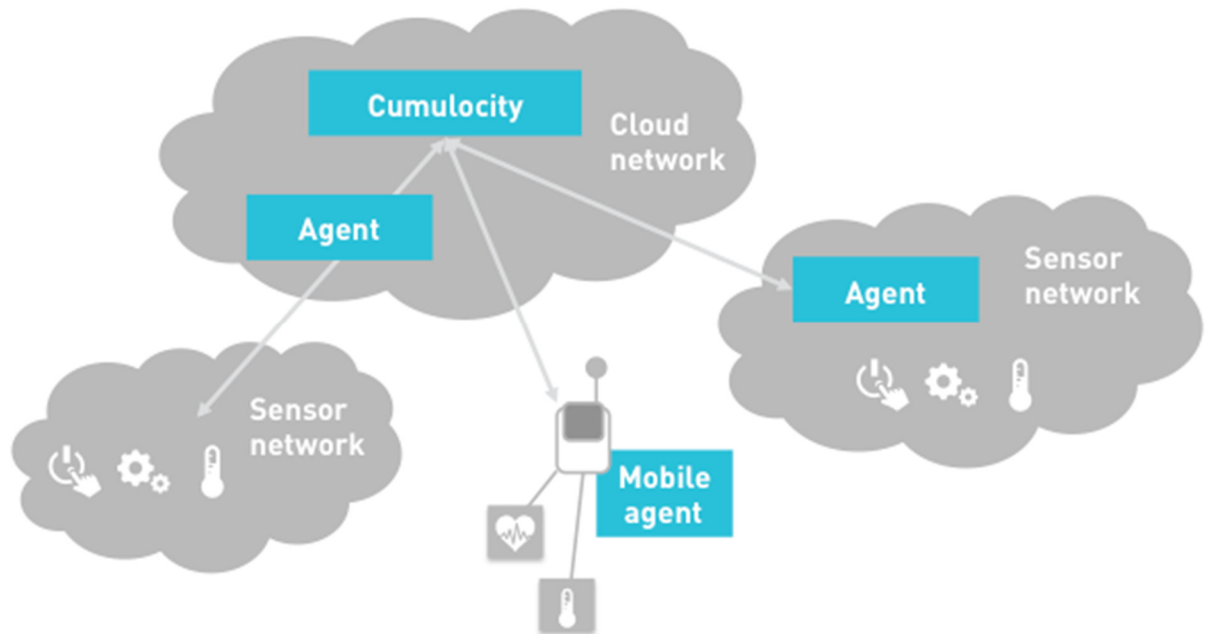 Cumulocity
Cloud
network
Agent
Sensor
network
Agent
Sensor
network
Mobile
agent